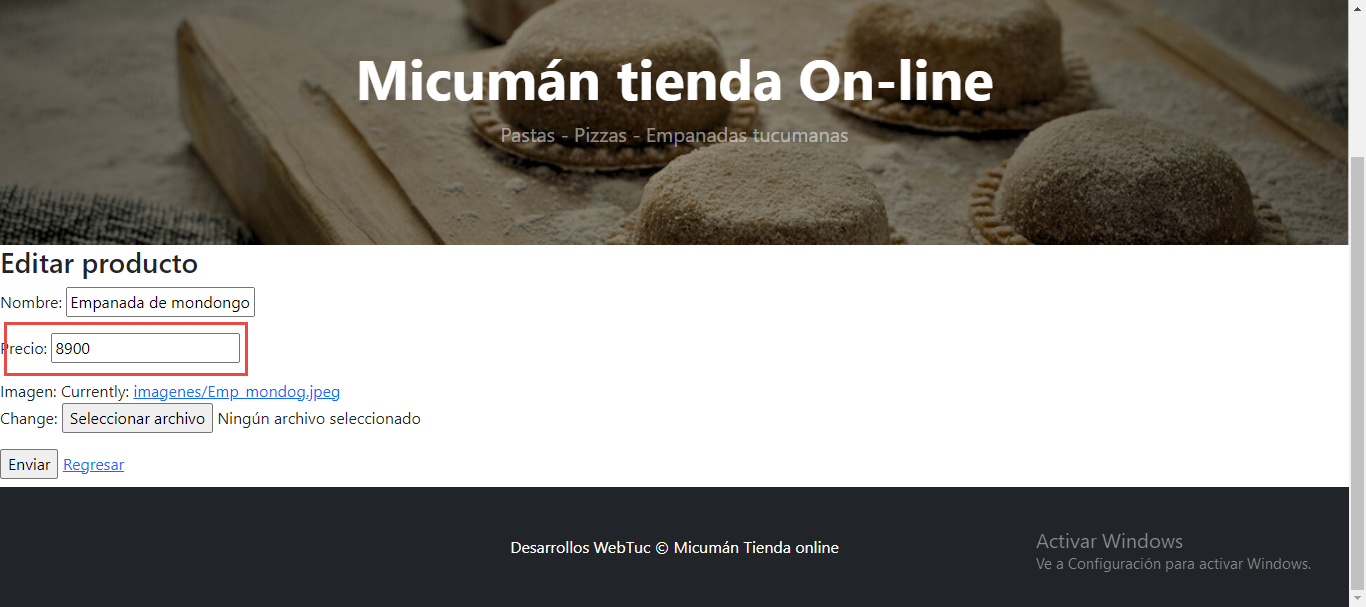 Micumán tienda On-line
Pastas - Pizzas - Empanadas tucumanas
Editar producto
Nombre: Empanada de mondongo
Precio: 8900
Imagen: Currently: imagenes/Emp_mondog.jpeg
Change: Seleccionar archivo Ningún archivo seleccionado
Enviar Regresar
Desarrollos WebTuc © Micumán Tienda online
Activar Windows
Ve a Configuración para activar Windows.